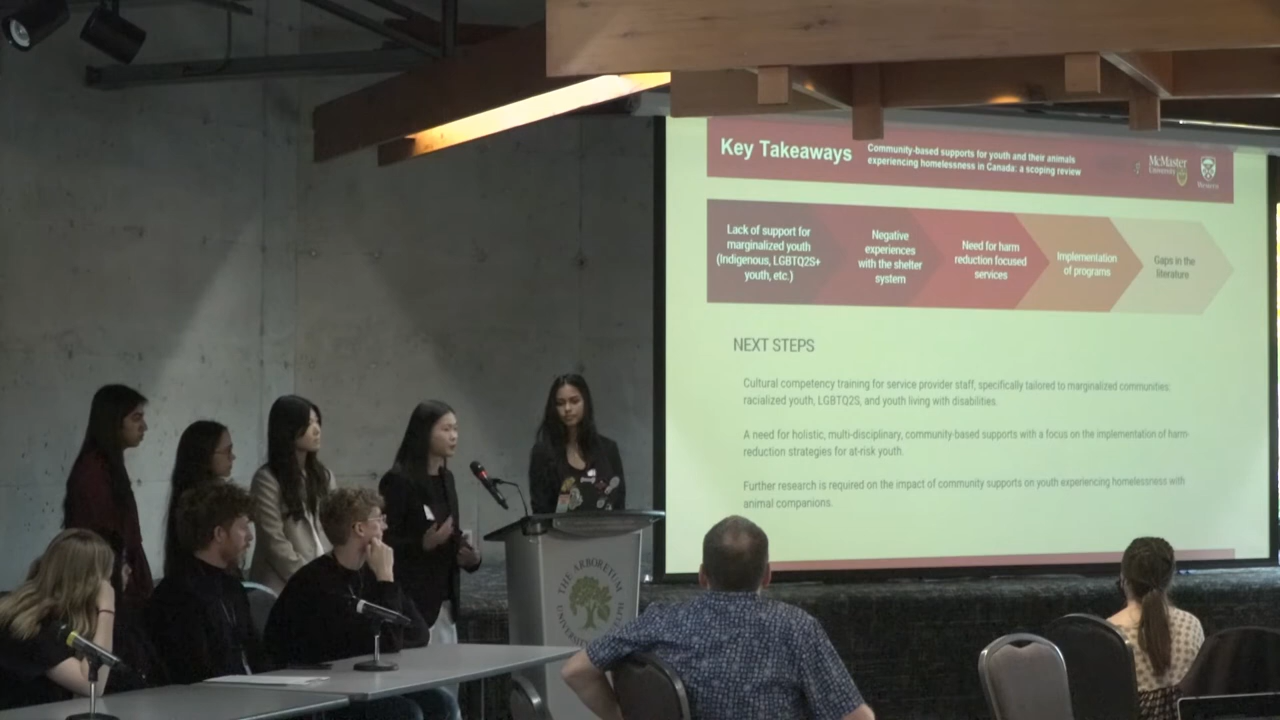 Key Takeaways
Community-based supports for youth and their animals
experiencing homelessness in Canada: a scoping review
McMaster
University
Lack of support for
marginalized youth
(Indigenous, LGBTQ2S+
youth, etc.)
Negative
experiences
with the shelter
system
Need for harm
reduction focused
services
Implementation
of programs
Gaps in the
literature
NEXT STEPS
Cultural competency training for service provider staff, specifically tailored to marginalized communities:
racialized youth, LGBTQ2S, and youth living with disabilities.
A need for holistic, multi-disciplinary, community-based supports with a focus on the implementation of harm-
reduction strategies for at-risk youth.
Further research is required on the impact of community supports on youth experiencing homelessness with
animal companions.
THE ARBORETUM